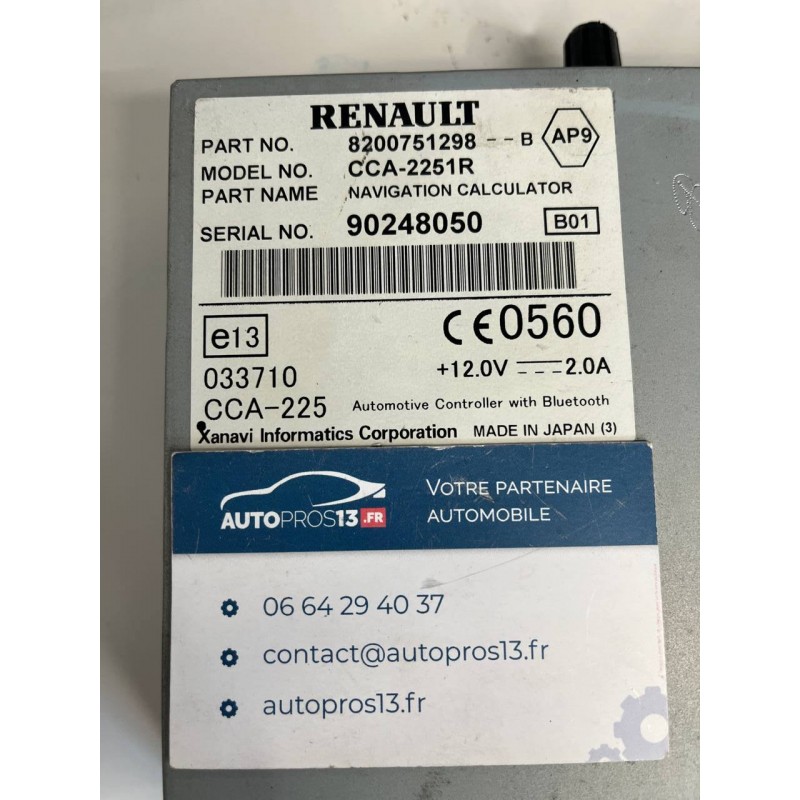 RENAULT
PART NO. 8200751298 -- B AP9
MODEL NO. CCA-2251R
PART NAME NAVIGATION CALCULATOR
SERIAL NO. 90248050 B01
e13 CE0560
033710 +12.0V 2.0A
CCA-225 Automotive Controller with Bluetooth
Xanavi Informatics Corporation MADE IN JAPAN (3)
AUTOPROS13.FR
VOTRE PARTENAIRE
AUTOMOBILE
06 64 29 40 37
contact@autopros13.fr
autopros13.fr